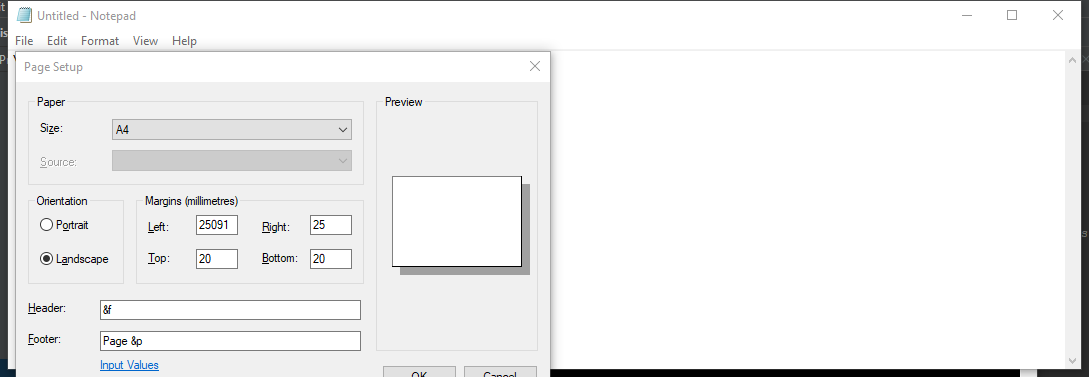 Untitled - Notepad
File Edit Format View Help
Page Setup
Paper
Preview
Size:
A4
Source:
Orientation
Margins (millimetres)
Portrait
Left:
25091
Right:
25
Landscape
Top:
20
Bottom:
20
Header:
&f
Footer:
Page &p
Input Values
OK
Cancel